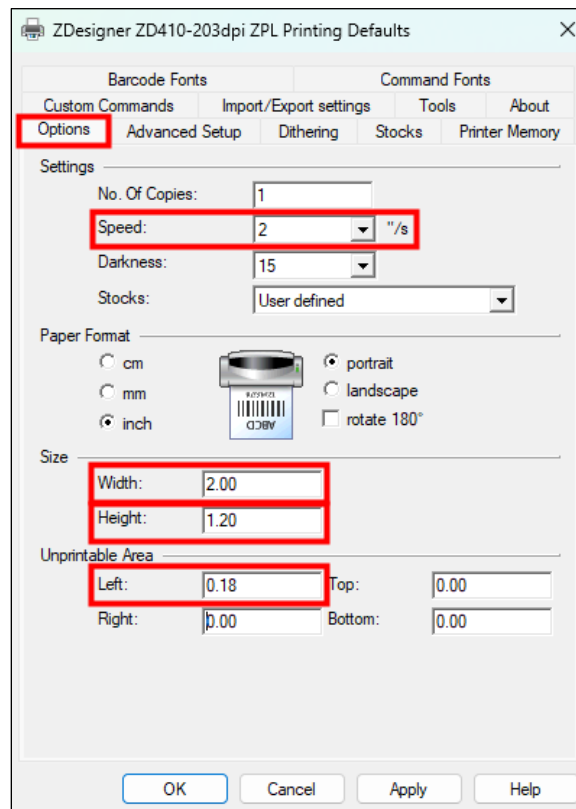 ZDesigner ZD410-203dpi ZPL Printing Defaults
Barcode Fonts Command Fonts
Custom Commands Import/Export settings Tools About
Options Advanced Setup Dithering Stocks Printer Memory
Settings
No. Of Copies: 1
Speed: 2 "/s
Darkness: 15
Stocks: User defined
Paper Format
cm portrait
mm landscape
inch rotate 180°
ABCD
Size
Width: 2.00
Height: 1.20
Unprintable Area
Left: 0.18 Top: 0.00
Right: 0.00 Bottom: 0.00
OK Cancel Apply Help